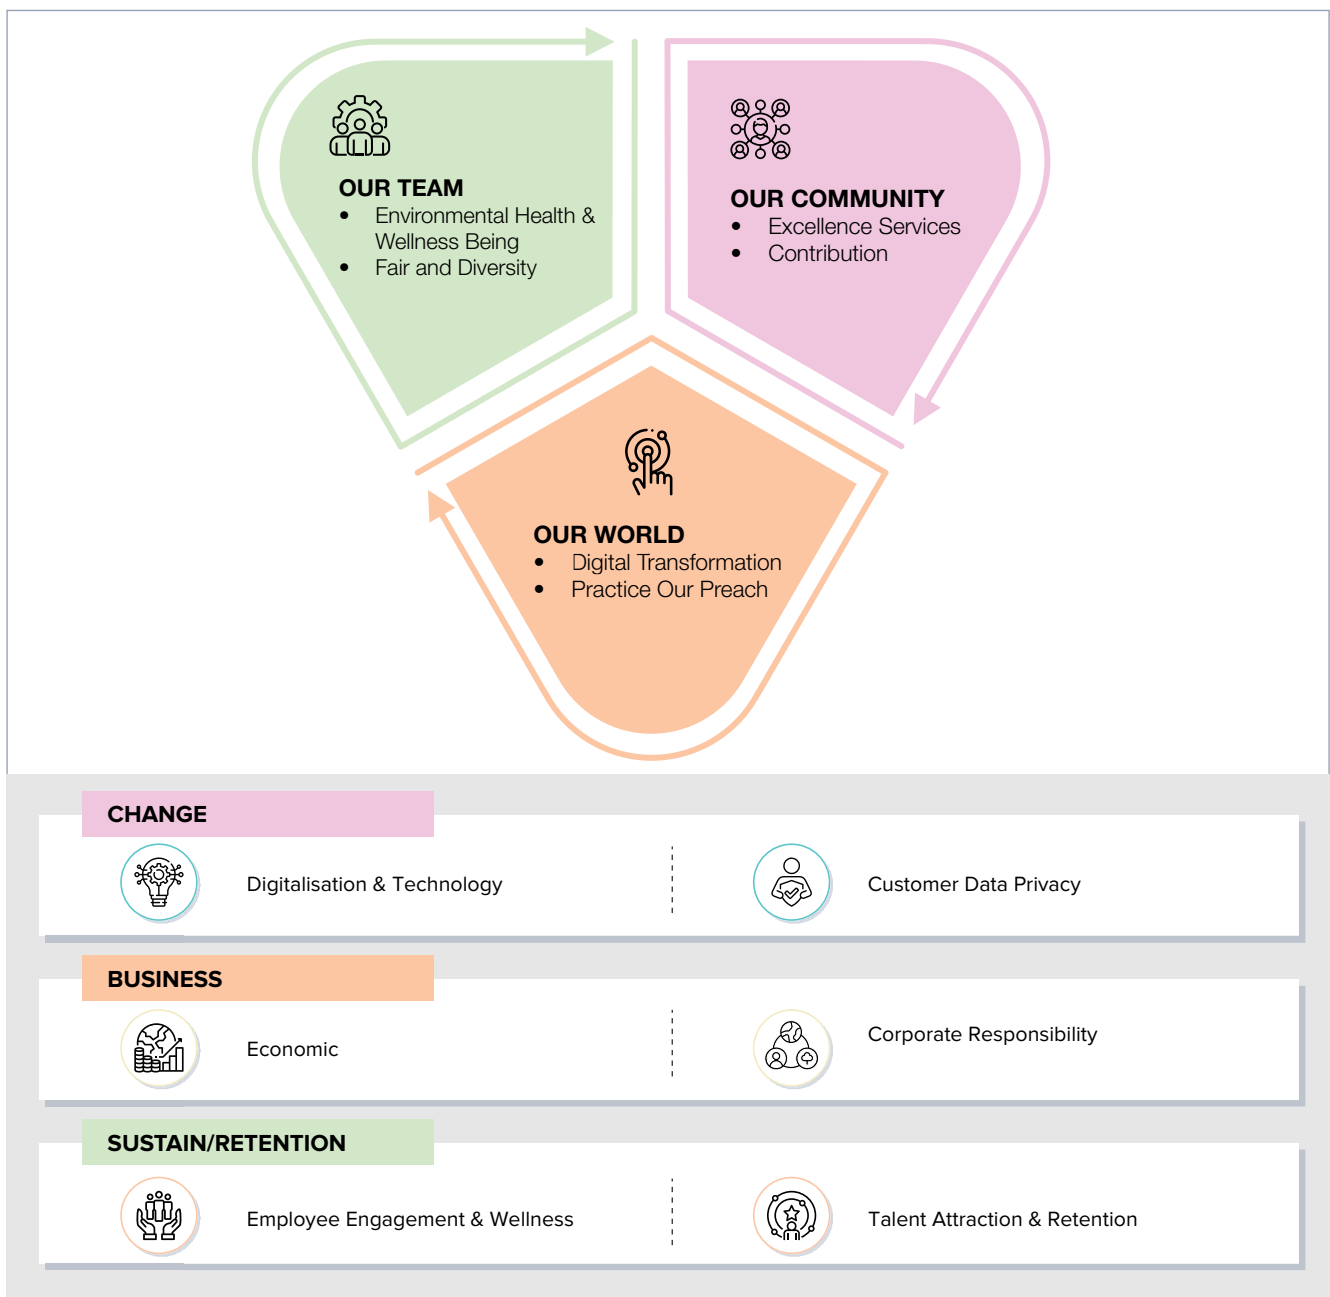 OUR TEAM
• Environmental Health &
Wellness Being
• Fair and Diversity
OUR COMMUNITY
• Excellence Services
• Contribution
OUR WORLD
• Digital Transformation
• Practice Our Preach
CHANGE
Digitalisation & Technology
Customer Data Privacy
BUSINESS
Economic
Corporate Responsibility
SUSTAIN/RETENTION
Employee Engagement & Wellness
Talent Attraction & Retention